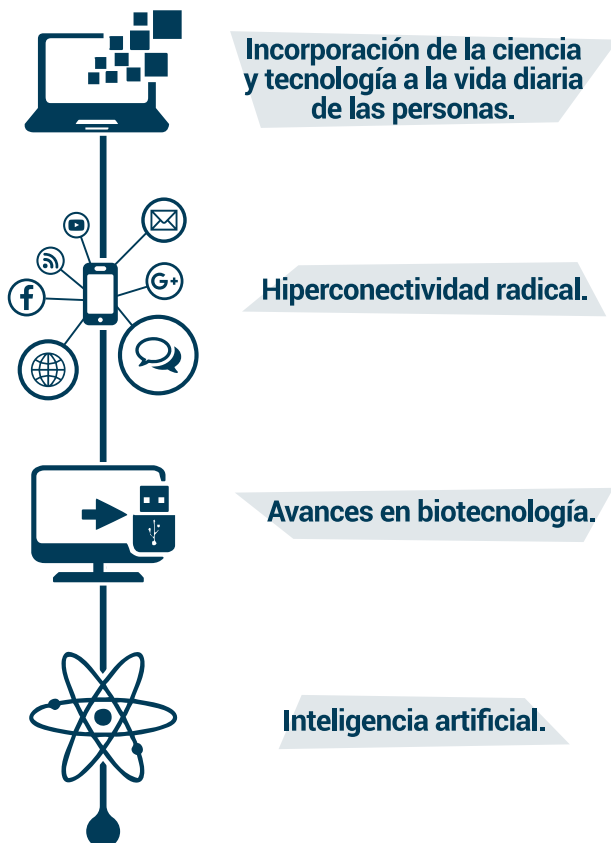 Incorporación de la ciencia
y tecnología a la vida diaria
de las personas.
G+
f
Hiperconectividad radical.
Avances en biotecnología.
Inteligencia artificial.